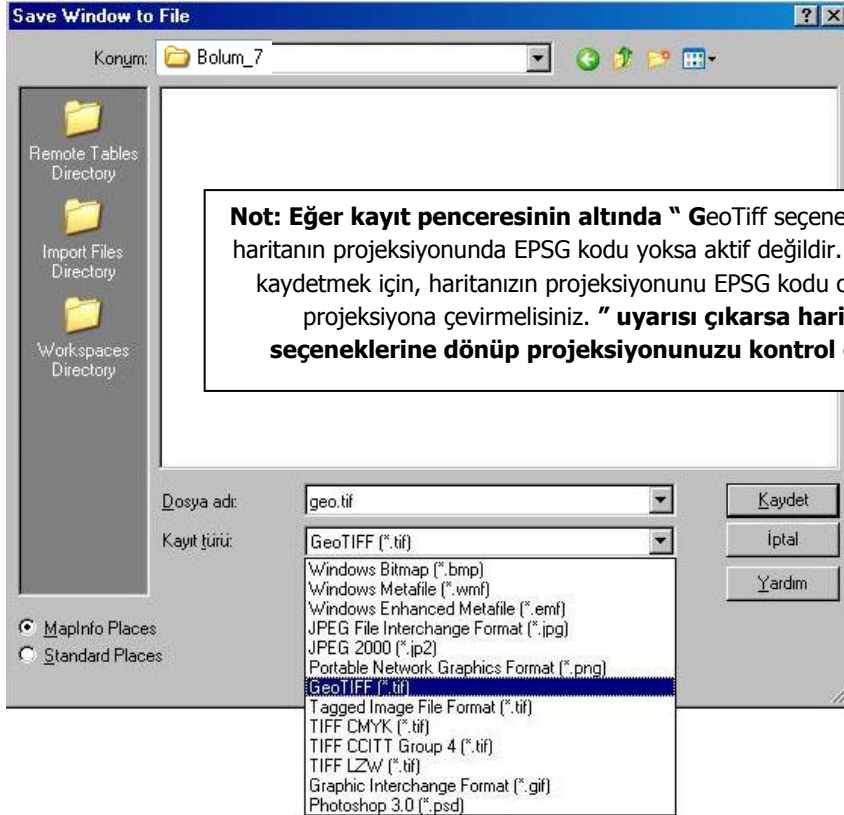 Save Window to File
Konum: Bolum_7
Remote Tables
Directory
Import Files
Directory
Workspaces
Directory
Not: Eğer kayıt penceresinin altında “ GeoTiff
haritanın projeksiyonunda EPSG kodu yoksa aktif değildir.
kaydetmek için, haritanızın projeksiyonunu EPSG kodu
projeksiyona çevirmelisiniz. ” uyarısı çıkarsa
seçeneklerine dönüp projeksiyonunuzu kontrol
Dosya adı: geo.tif Kaydet
Kayıt türü: GeoTIFF (*.tif) İptal
Yardım
Windows Bitmap (*.bmp)
Windows Metafile (*.wmf)
Windows Enhanced Metafile (*.emf)
JPEG File Interchange Format (*.jpg)
JPEG 2000 (*.jp2)
Portable Network Graphics Format (*.png)
GeoTIFF (*.tif)
Tagged Image File Format (*.tif)
TIFF CMYK (*.tif)
TIFF CCITT Group 4 (*.tif)
TIFF LZW (*.tif)
Graphic Interchange Format (*.gif)
Photoshop 3.0 (*.psd)
MapInfo Places
Standard Places